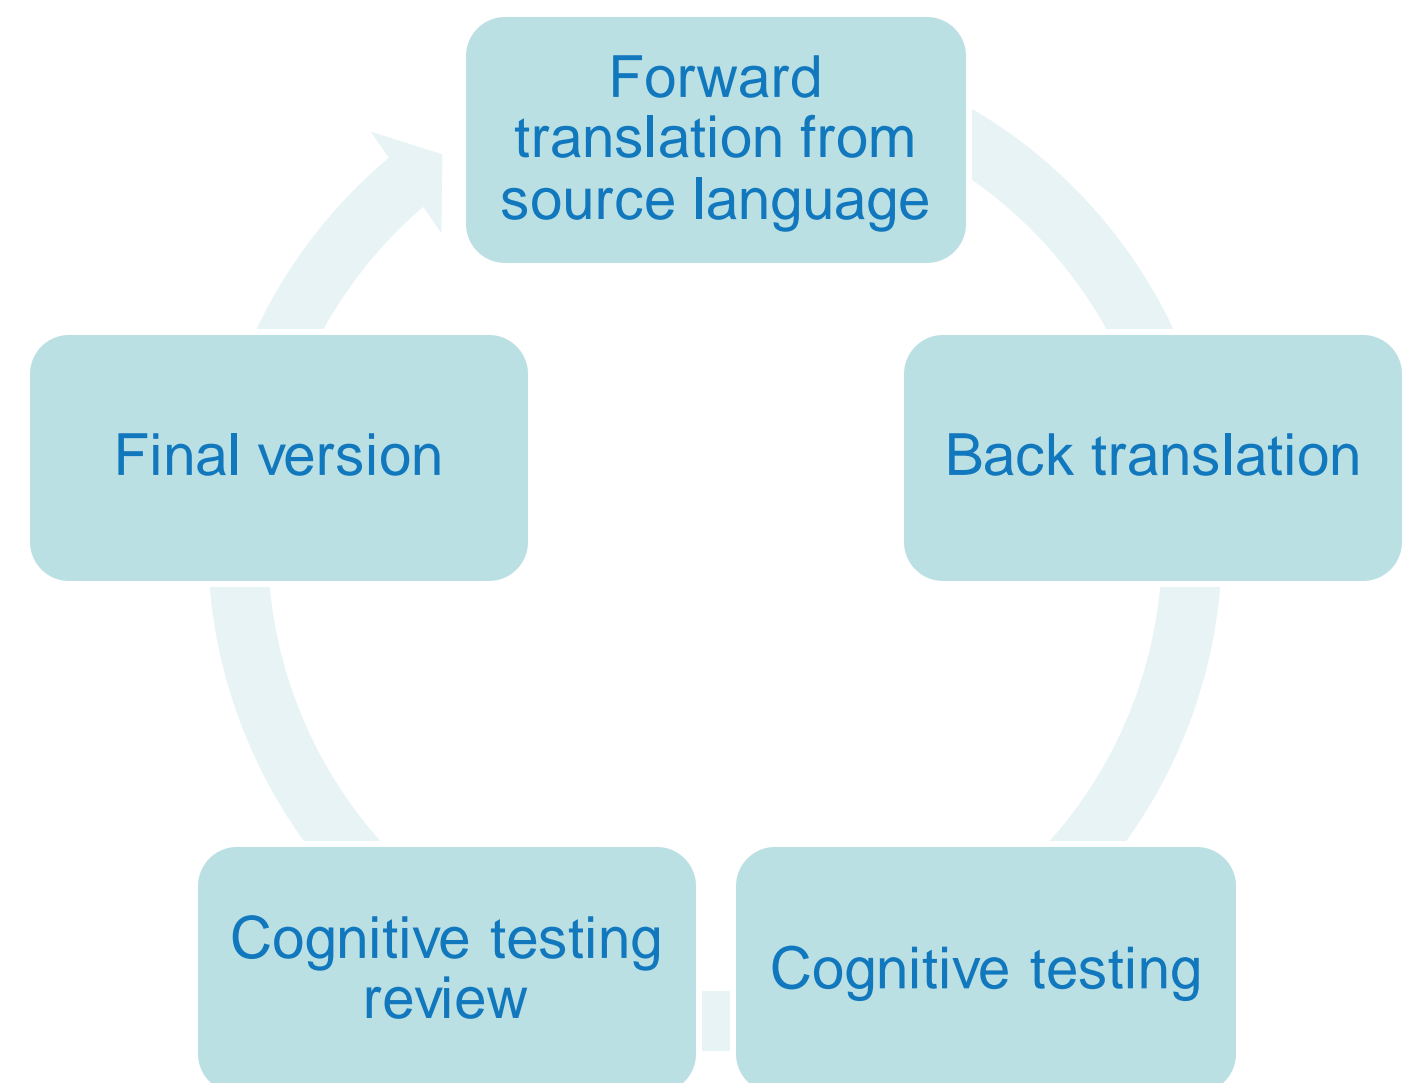 Forward
translation from
source language
Back translation
Cognitive testing
Cognitive testing
review
Final version